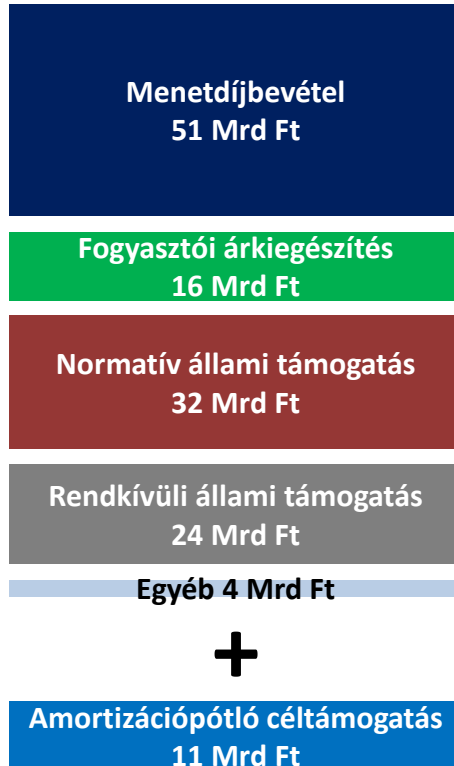 Menetdíjbevétel
51 Mrd Ft
Fogyasztói árkiegészítés
16 Mrd Ft
Normatív állami támogatás
32 Mrd Ft
Rendkívüli állami támogatás
24 Mrd Ft
Egyéb 4 Mrd Ft
+
Amortizációpótló céltámogatás
11 Mrd Ft